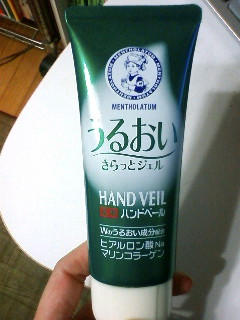 MENTHOLATUM
MENTHOLATUM
うるおい
さらっとジェル
HAND VEIL
ハンドベール
Wのうるおい成分配合
ヒアルロン酸Na
マリンコラーゲン